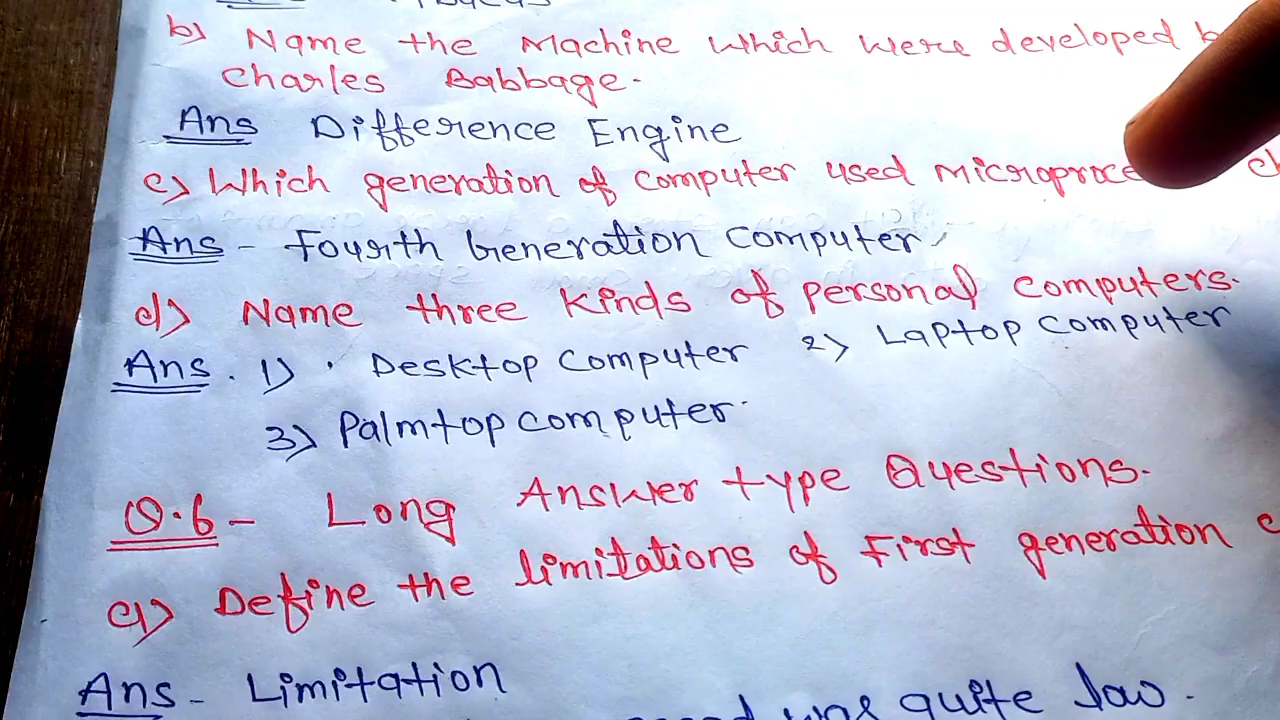 b) Name the Machine which were developed
Charles Babbage.
Ans Difference Engine
c) Which generation of computer used
Ans - Fourth Generation Computer
d) Name three kinds of personal computers.
Ans. 1) Desktop computer 2) Laptop computer
3) Palmtop computer.
Q.6 - Long Answer type Questions.
a) Define the limitations of First generation
Ans - Limitation
was quite low.